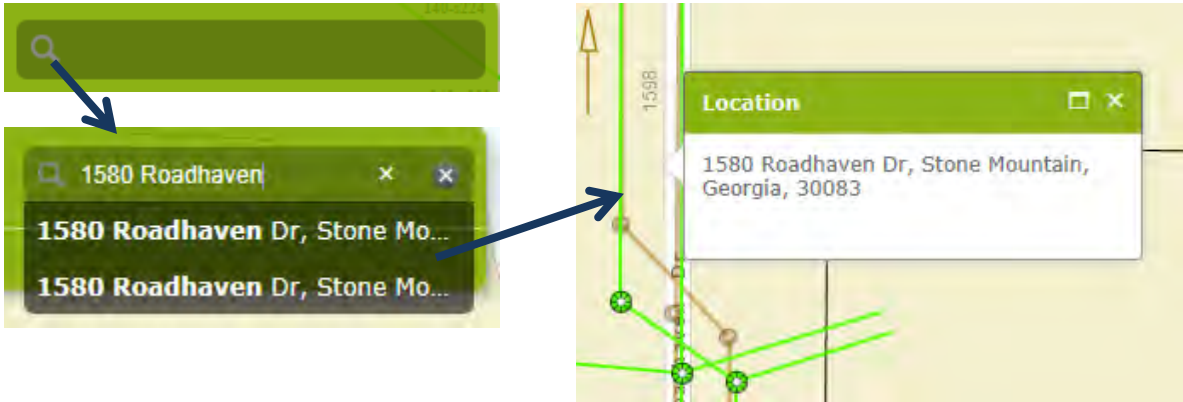 1580 Roadhaven
1580 Roadhaven Dr, Stone Mo...
1580 Roadhaven Dr, Stone Mo...
1598
Location
1580 Roadhaven Dr, Stone Mountain,
Georgia, 30083